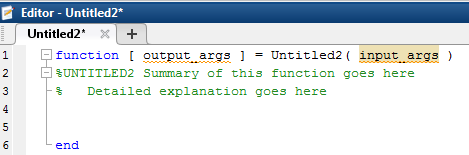 Editor - Untitled2*
Untitled2*
1 function [ output_args ] = Untitled2( input_args )
2 %UNTITLED2 Summary of this function goes here
3 %   Detailed explanation goes here
4
5
6 end